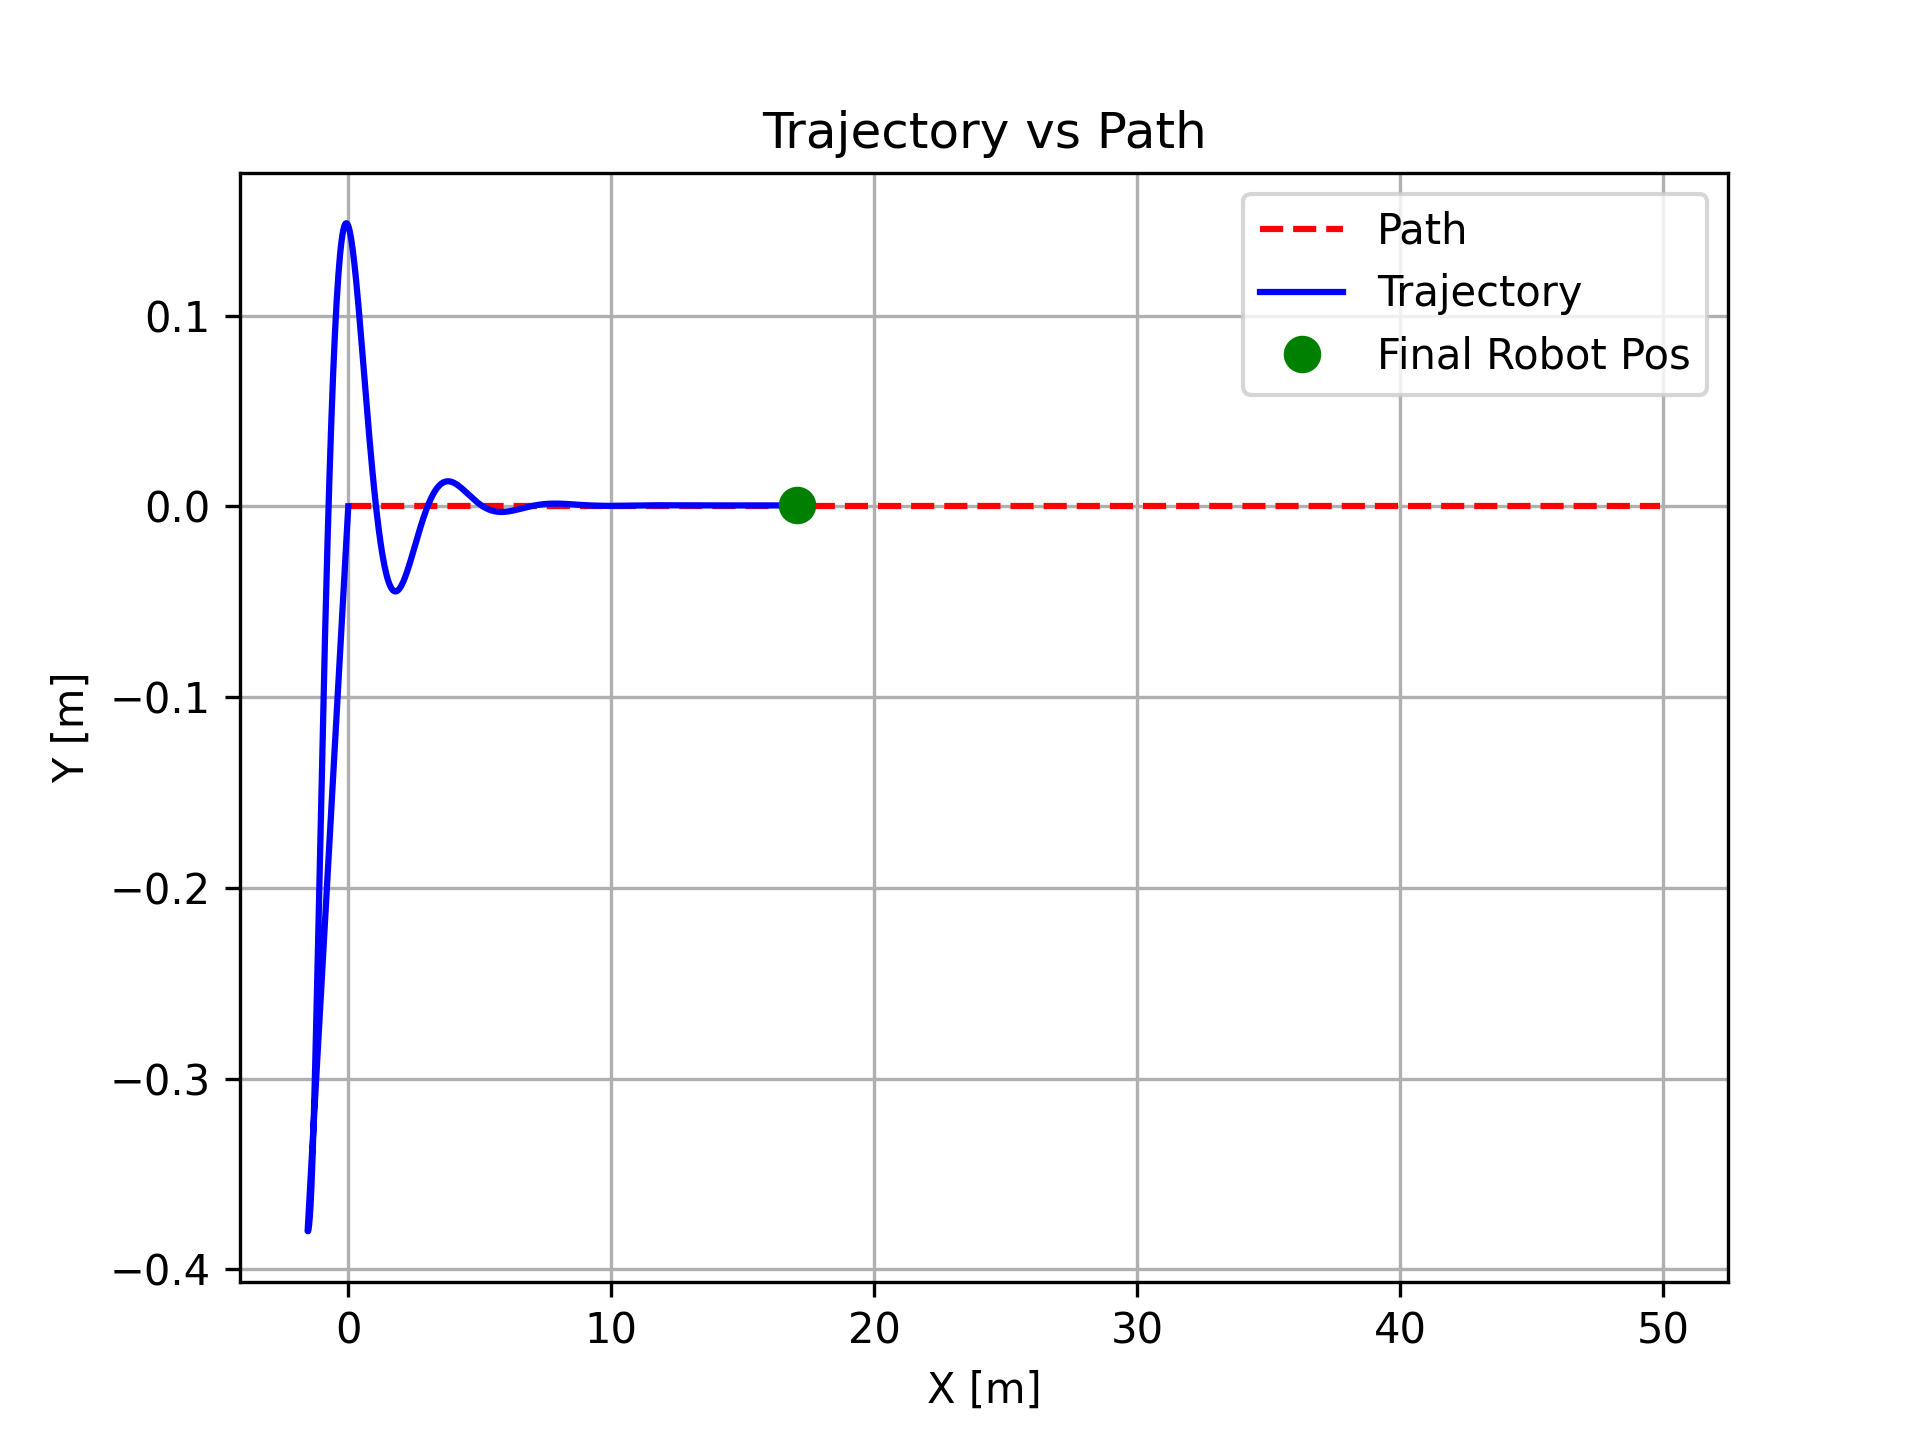 Trajectory vs Path
Path
Trajectory
Final Robot Pos
Y [m]
0.1
0.0
−0.1
−0.2
−0.3
−0.4
0 10 20 30 40 50
X [m]